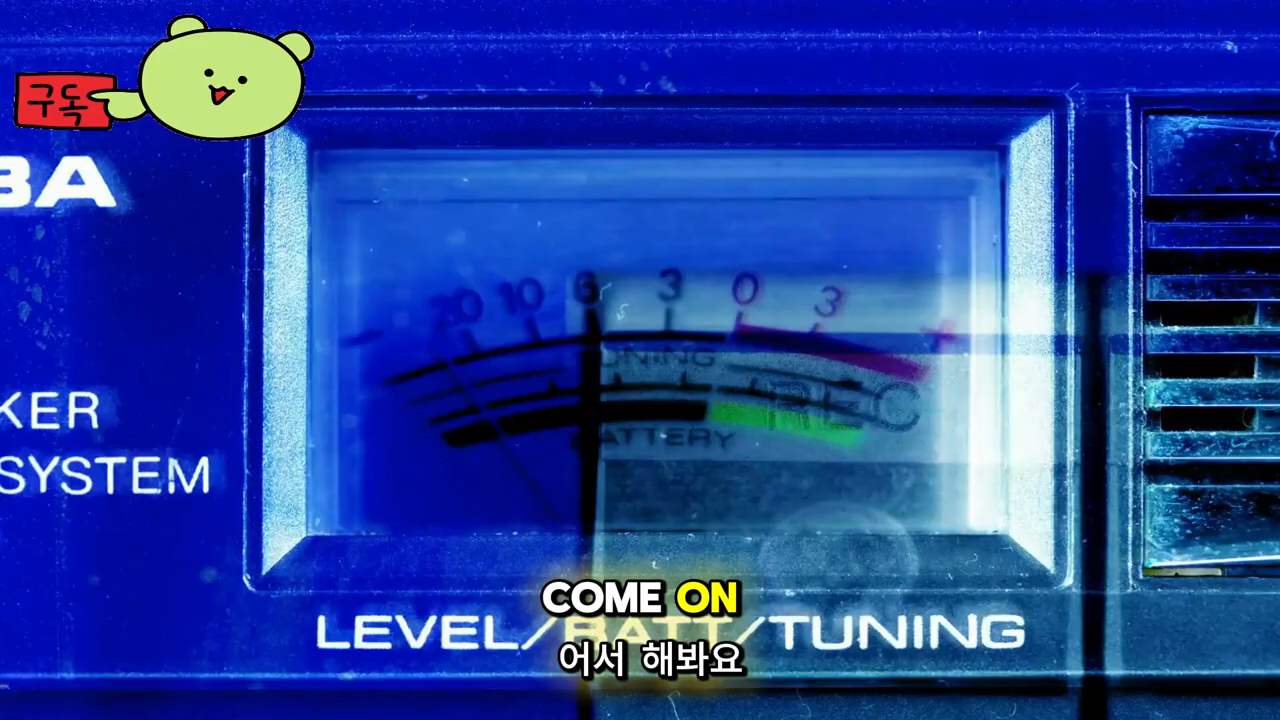 구독
BA
20 10 6 3 0 3 +
TUNING
REC
BATTERY
KER
SYSTEM
COME ON
LEVEL/BATT/TUNING
어서 해봐요